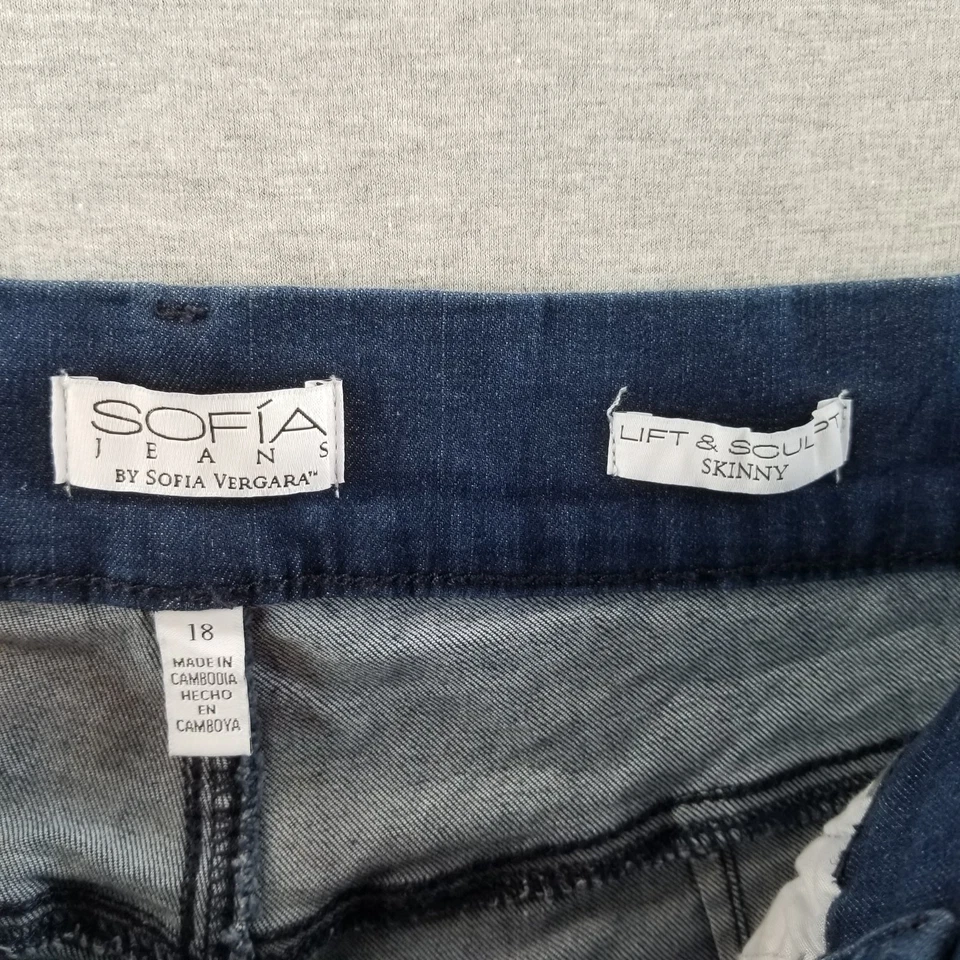 SOFÍA
JEANS
BY SOFIA VERGARA™
LIFT & SCULPT
SKINNY
18
MADE IN
CAMBODIA
HECHO
EN
CAMBOYA